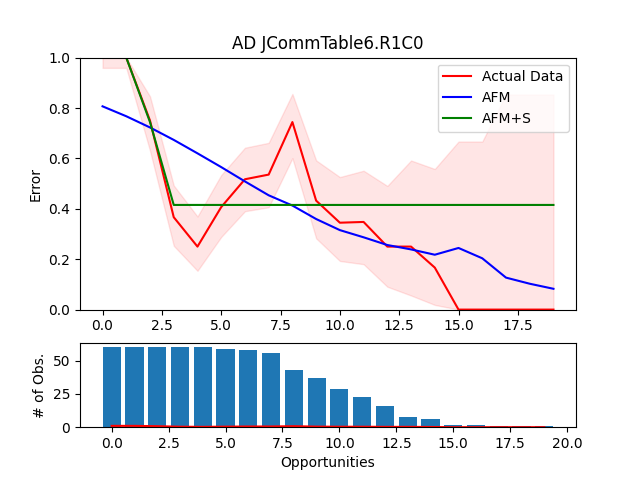 AD JCommTable6.R1C0
1.0
0.8
0.6
0.4
0.2
0.0
Error
Actual Data
AFM
AFM+S
0.0 2.5 5.0 7.5 10.0 12.5 15.0 17.5
50
25
0
# of Obs.
0.0 2.5 5.0 7.5 10.0 12.5 15.0 17.5 20.0
Opportunities